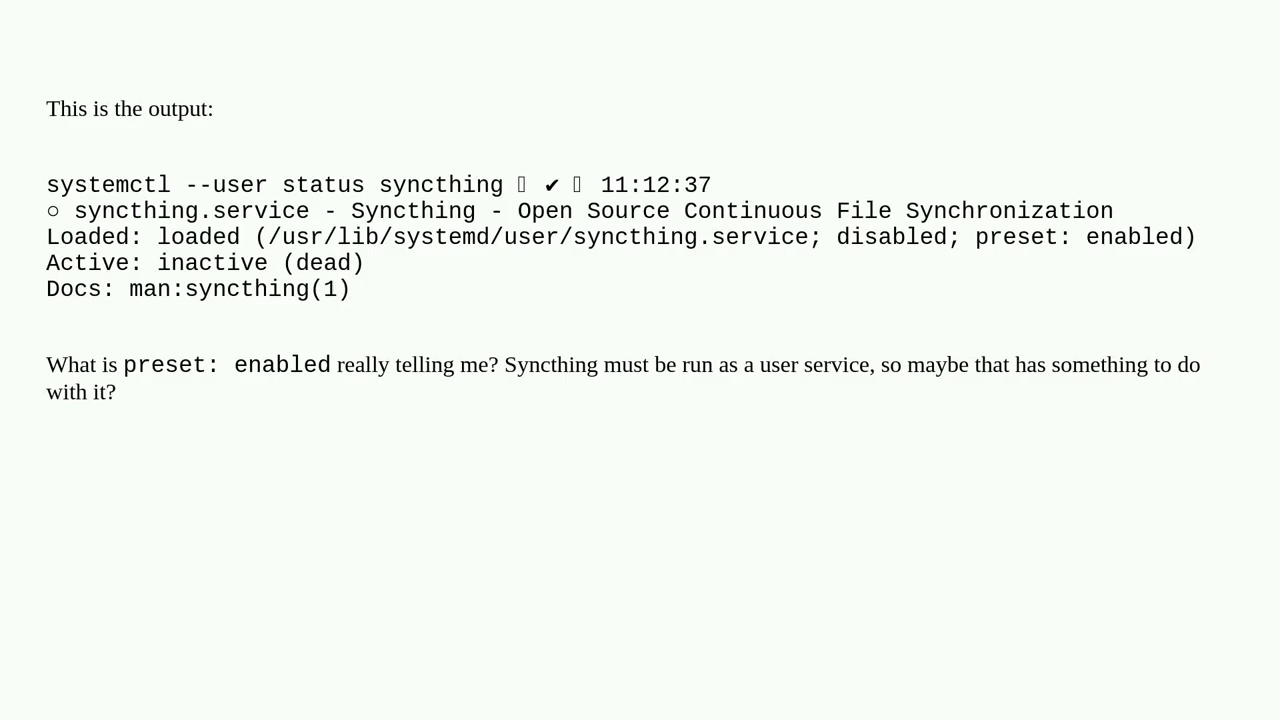 This is the output:
systemctl --user status syncthing  ✔  11:12:37
○ syncthing.service - Syncthing - Open Source Continuous File Synchronization
Loaded: loaded (/usr/lib/systemd/user/syncthing.service; disabled; preset: enabled)
Active: inactive (dead)
Docs: man:syncthing(1)
What is preset: enabled really telling me? Syncthing must be run as a user service, so maybe that has something to do
with it?